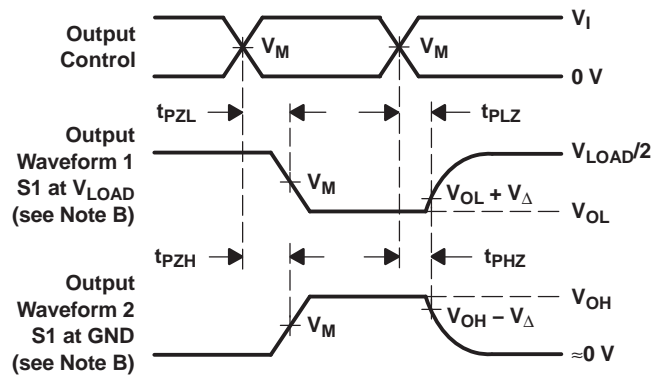 Output
Control
V_I
V_M
V_M
0 V
t_PZL
t_PLZ
Output
Waveform 1
S1 at V_LOAD
(see Note B)
V_LOAD/2
V_M
V_OL + V_Δ
V_OL
t_PZH
t_PHZ
Output
Waveform 2
S1 at GND
(see Note B)
V_OH
V_M
V_OH − V_Δ
≈0 V